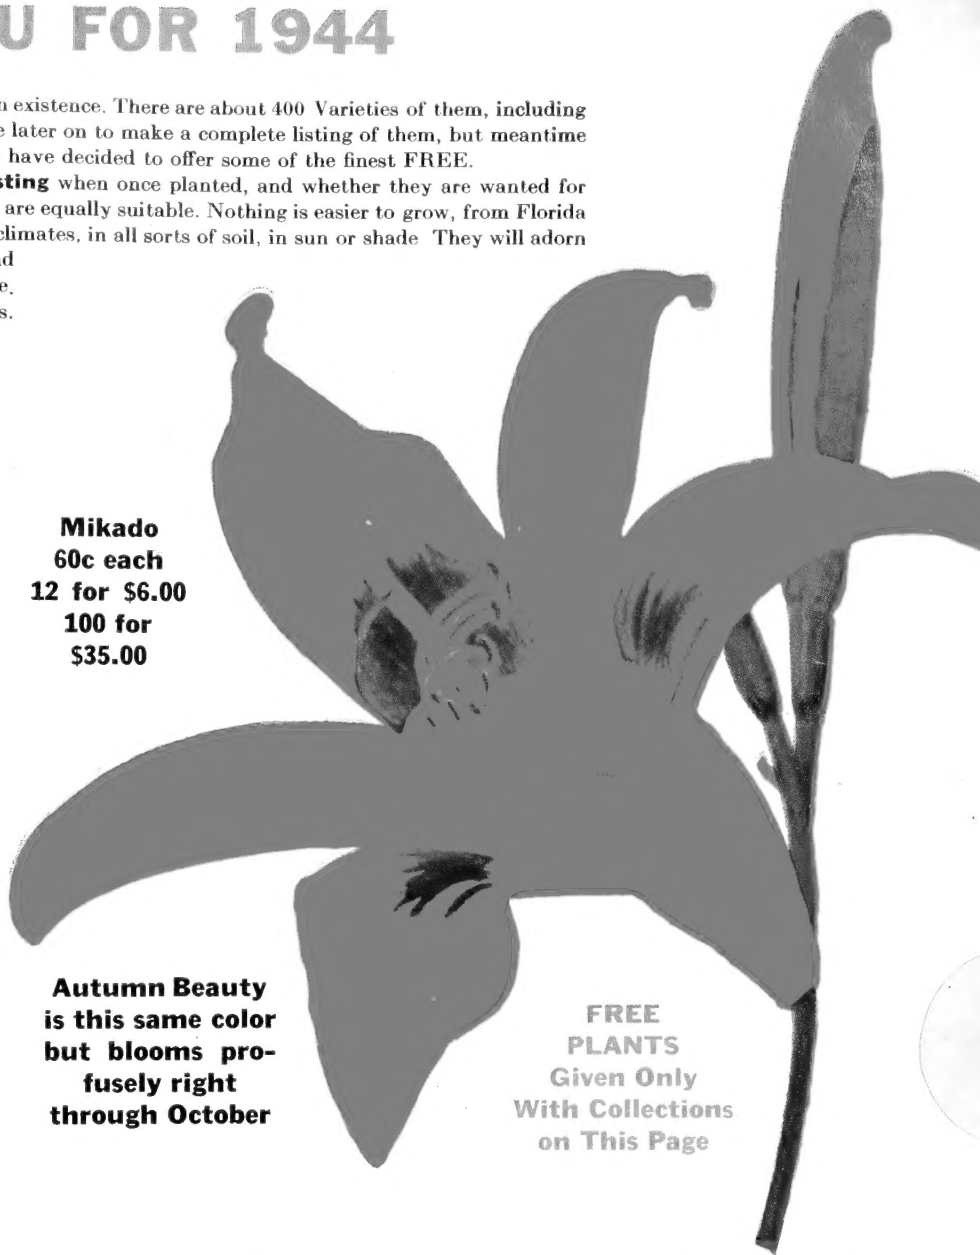 U FOR 1944
n existence. There are about 400 Varieties of them, including
e later on to make a complete listing of them, but meantime
have decided to offer some of the finest FREE.
sting when once planted, and whether they are wanted for
are equally suitable. Nothing is easier to grow, from Florida
climates, in all sorts of soil, in sun or shade They will adorn
d
e.
s.
Mikado
60c each
12 for $6.00
100 for
$35.00
Autumn Beauty
is this same color
but blooms pro-
fusely right
through October
FREE
PLANTS
Given Only
With Collections
on This Page